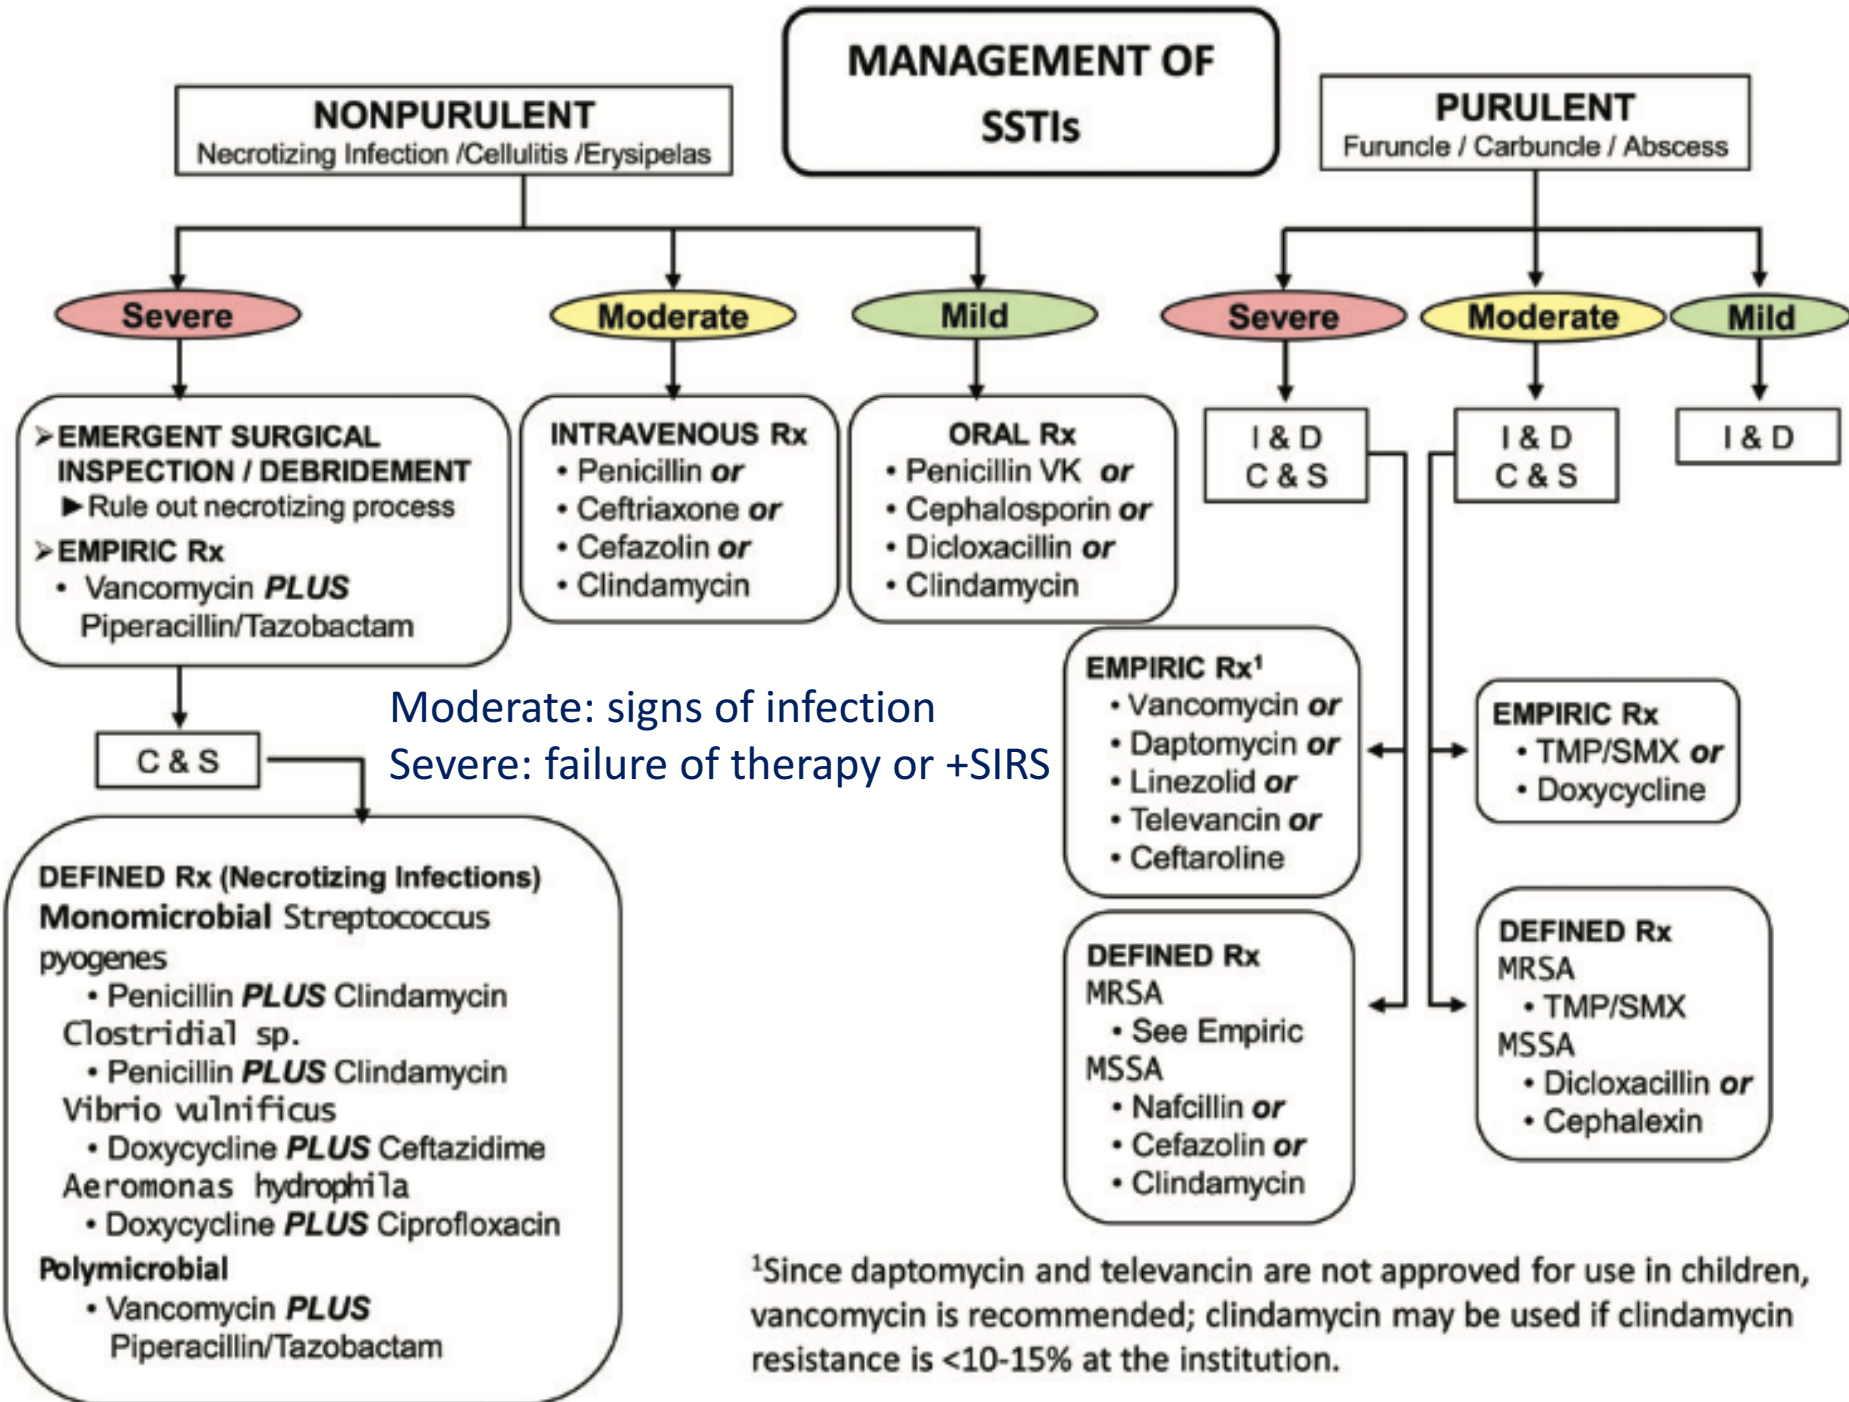 MANAGEMENT OF
SSTIs
NONPURULENT
Necrotizing Infection /Cellulitis /Erysipelas
Severe
Moderate
Mild
➢EMERGENT SURGICAL
INSPECTION / DEBRIDEMENT
►Rule out necrotizing process
➢EMPIRIC Rx
• Vancomycin PLUS
Piperacillin/Tazobactam
C & S
DEFINED Rx (Necrotizing Infections)
Monomicrobial Streptococcus
pyogenes
• Penicillin PLUS Clindamycin
Clostridial sp.
• Penicillin PLUS Clindamycin
Vibrio vulnificus
• Doxycycline PLUS Ceftazidime
Aeromonas hydrophila
• Doxycycline PLUS Ciprofloxacin
Polymicrobial
• Vancomycin PLUS
Piperacillin/Tazobactam
INTRAVENOUS Rx
• Penicillin or
• Ceftriaxone or
• Cefazolin or
• Clindamycin
ORAL Rx
• Penicillin VK or
• Cephalosporin or
• Dicloxacillin or
• Clindamycin
Moderate: signs of infection
Severe: failure of therapy or +SIRS
PURULENT
Furuncle / Carbuncle / Abscess
Severe
Moderate
Mild
I & D
C & S
I & D
C & S
I & D
EMPIRIC Rx¹
• Vancomycin or
• Daptomycin or
• Linezolid or
• Televancin or
• Ceftaroline
DEFINED Rx
MRSA
• See Empiric
MSSA
• Nafcillin or
• Cefazolin or
• Clindamycin
EMPIRIC Rx
• TMP/SMX or
• Doxycycline
DEFINED Rx
MRSA
• TMP/SMX
MSSA
• Dicloxacillin or
• Cephalexin
¹Since daptomycin and televancin are not approved for use in children,
vancomycin is recommended; clindamycin may be used if clindamycin
resistance is <10-15% at the institution.